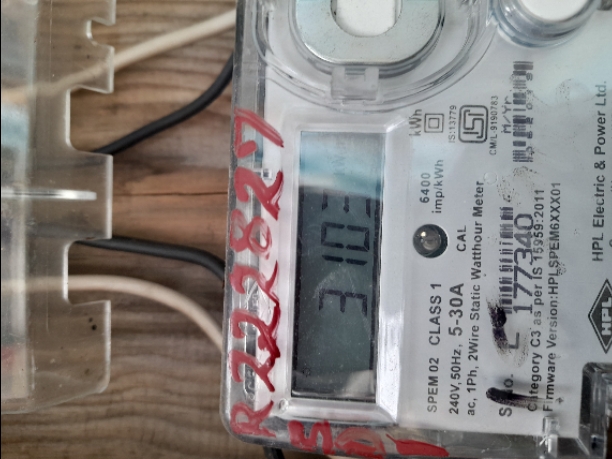 R222827
kWh
6400
imp/kWh
SPEM 02 CLASS 1
240V, 50Hz, 5-30A CAL
ac, 1Ph, 2Wire Static Watthour Meter
IS:13779
CM/L-9190783
M/Yr.
L 177340
Category C3 as per IS 15959:2011
Firmware Version:HPLSPEM6XXX01
HPL
HPL Electric & Power Ltd.